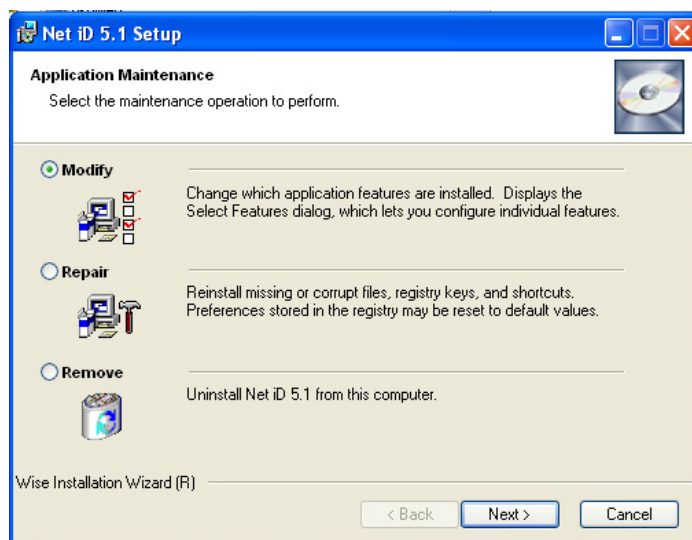 Net iD 5.1 Setup
Application Maintenance
Select the maintenance operation to perform.
Modify
Change which application features are installed. Displays the
Select Features dialog, which lets you configure individual features.
Repair
Reinstall missing or corrupt files, registry keys, and shortcuts.
Preferences stored in the registry may be reset to default values.
Remove
Uninstall Net iD 5.1 from this computer.
Wise Installation Wizard (R)
< Back
Next >
Cancel